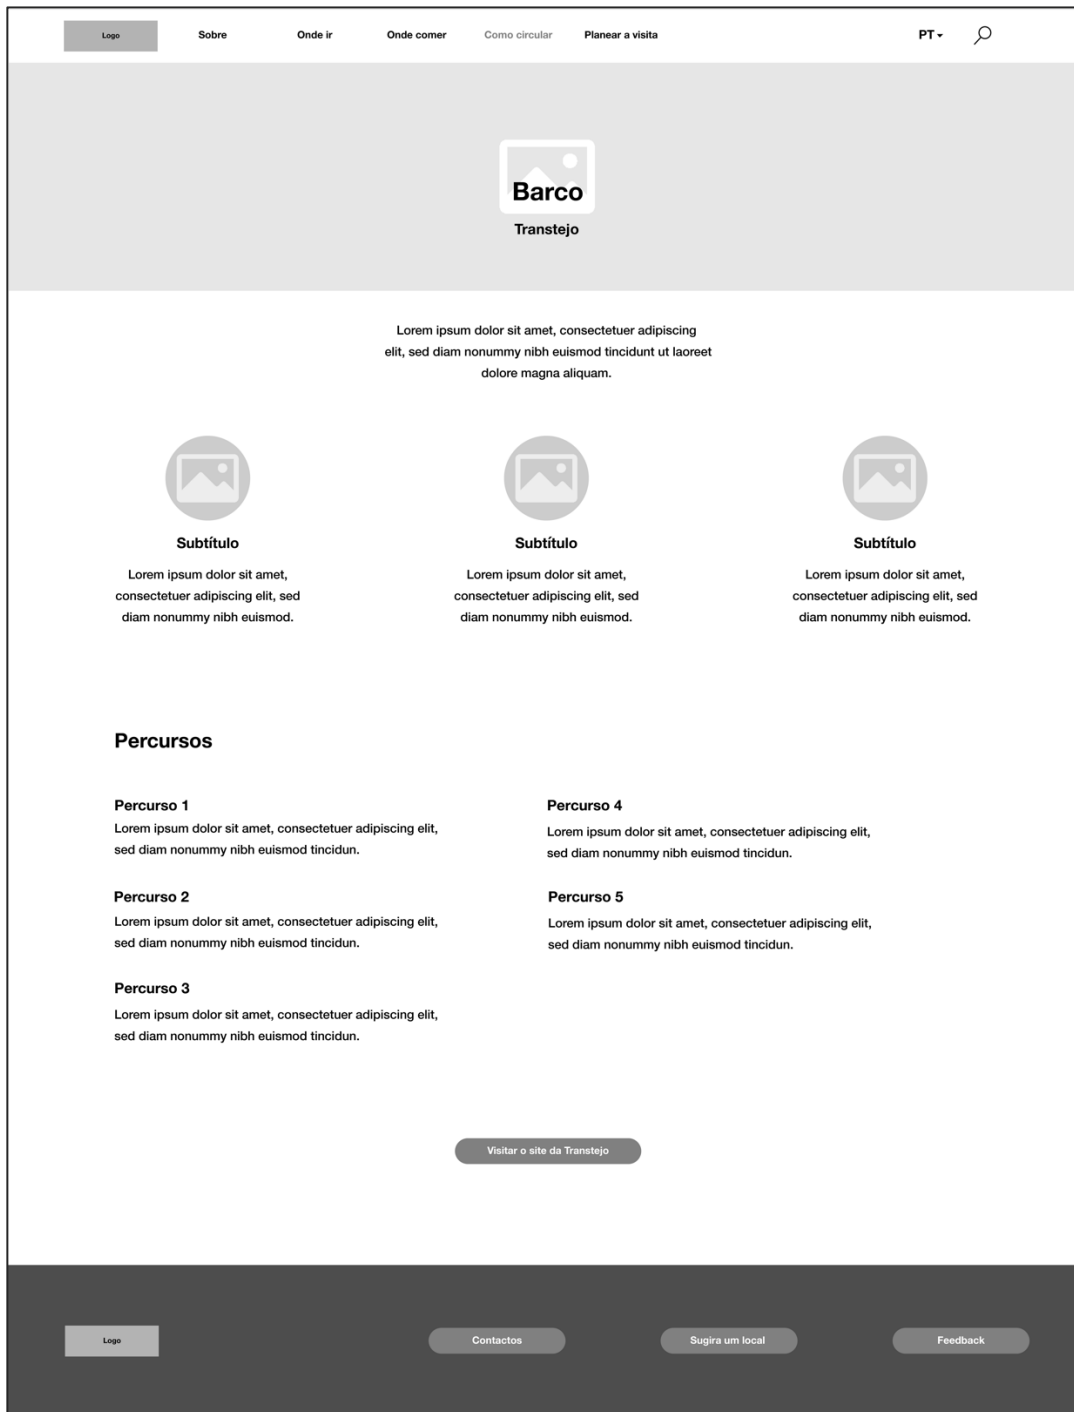 Logo
Sobre
Onde ir
Onde comer
Como circular
Planear a visita
PT
Barco
Transtejo
Lorem ipsum dolor sit amet, consectetuer adipiscing
elit, sed diam nonummy nibh euismod tincidunt ut laoreet
dolore magna aliquam.
Subtítulo
Lorem ipsum dolor sit amet,
consectetuer adipiscing elit, sed
diam nonummy nibh euismod.
Subtítulo
Lorem ipsum dolor sit amet,
consectetuer adipiscing elit, sed
diam nonummy nibh euismod.
Subtítulo
Lorem ipsum dolor sit amet,
consectetuer adipiscing elit, sed
diam nonummy nibh euismod.
Percursos
Percurso 1
Lorem ipsum dolor sit amet, consectetuer adipiscing elit,
sed diam nonummy nibh euismod tincidun.
Percurso 2
Lorem ipsum dolor sit amet, consectetuer adipiscing elit,
sed diam nonummy nibh euismod tincidun.
Percurso 3
Lorem ipsum dolor sit amet, consectetuer adipiscing elit,
sed diam nonummy nibh euismod tincidun.
Percurso 4
Lorem ipsum dolor sit amet, consectetuer adipiscing elit,
sed diam nonummy nibh euismod tincidun.
Percurso 5
Lorem ipsum dolor sit amet, consectetuer adipiscing elit,
sed diam nonummy nibh euismod tincidun.
Visitar o site da Transtejo
Logo
Contactos
Sugira um local
Feedback